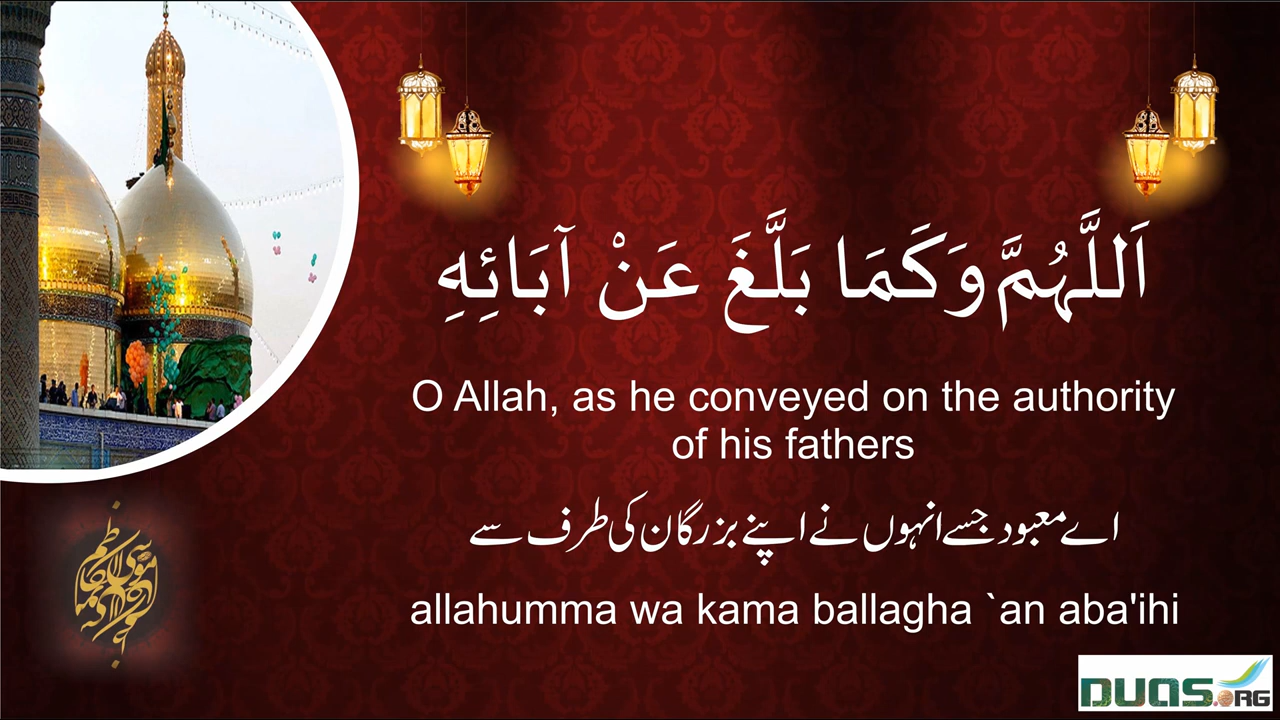 اَللَّهُمَّ وَكَمَا بَلَّغَ عَنْ آبَائِهِ
O Allah, as he conveyed on the authority
of his fathers
اے معبود جسے انہوں نے اپنے بزرگان کی طرف سے
allahumma wa kama ballagha `an aba'ihi
DUAS.ORG